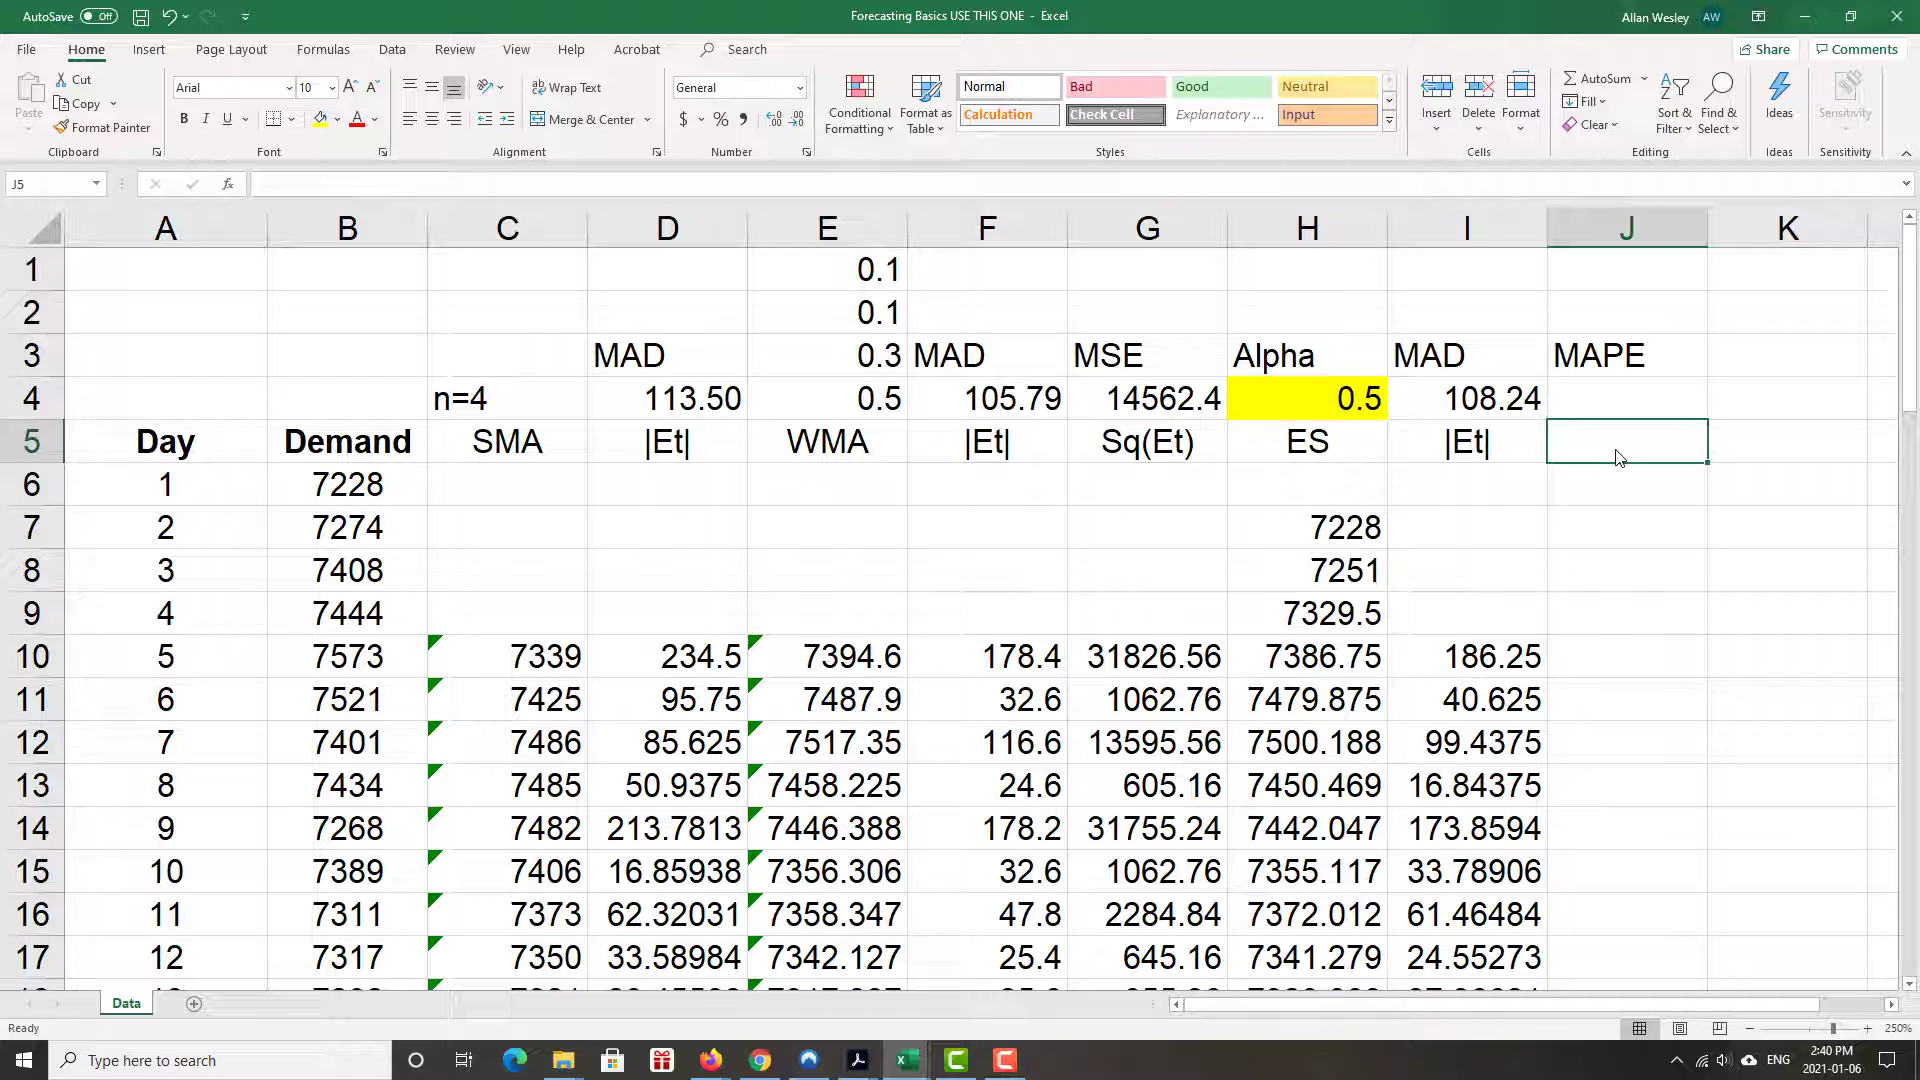 AutoSave Off Forecasting Basics USE THIS ONE - Excel Allan Wesley AW
File Home Insert Page Layout Formulas Data Review View Help Acrobat Search Share Comments
Paste Cut Copy Format Painter
Arial 10
B I U A
Wrap Text
Merge & Center
General
$ %
Conditional Formatting Format as Table
Normal Bad Good Neutral
Calculation Check Cell Explanatory ... Input
Insert Delete Format
AutoSum Fill Clear
Sort & Filter Find & Select
Ideas Sensitivity
Clipboard Font Alignment Number Styles Cells Editing Ideas Sensitivity
J5 fx
A B C D E F G H I J K
1 0.1
2 0.1
3 MAD 0.3 MAD MSE Alpha MAD MAPE
4 n=4 113.50 0.5 105.79 14562.4 0.5 108.24
5 Day Demand SMA |Et| WMA |Et| Sq(Et) ES |Et|
6 1 7228
7 2 7274 7228
8 3 7408 7251
9 4 7444 7329.5
10 5 7573 7339 234.5 7394.6 178.4 31826.56 7386.75 186.25
11 6 7521 7425 95.75 7487.9 32.6 1062.76 7479.875 40.625
12 7 7401 7486 85.625 7517.35 116.6 13595.56 7500.188 99.4375
13 8 7434 7485 50.9375 7458.225 24.6 605.16 7450.469 16.84375
14 9 7268 7482 213.7813 7446.388 178.2 31755.24 7442.047 173.8594
15 10 7389 7406 16.85938 7356.306 32.6 1062.76 7355.117 33.78906
16 11 7311 7373 62.32031 7358.347 47.8 2284.84 7372.012 61.46484
17 12 7317 7350 33.58984 7342.127 25.4 645.16 7341.279 24.55273
Data
Ready 250%
Type here to search ENG 2:40 PM
2021-01-06